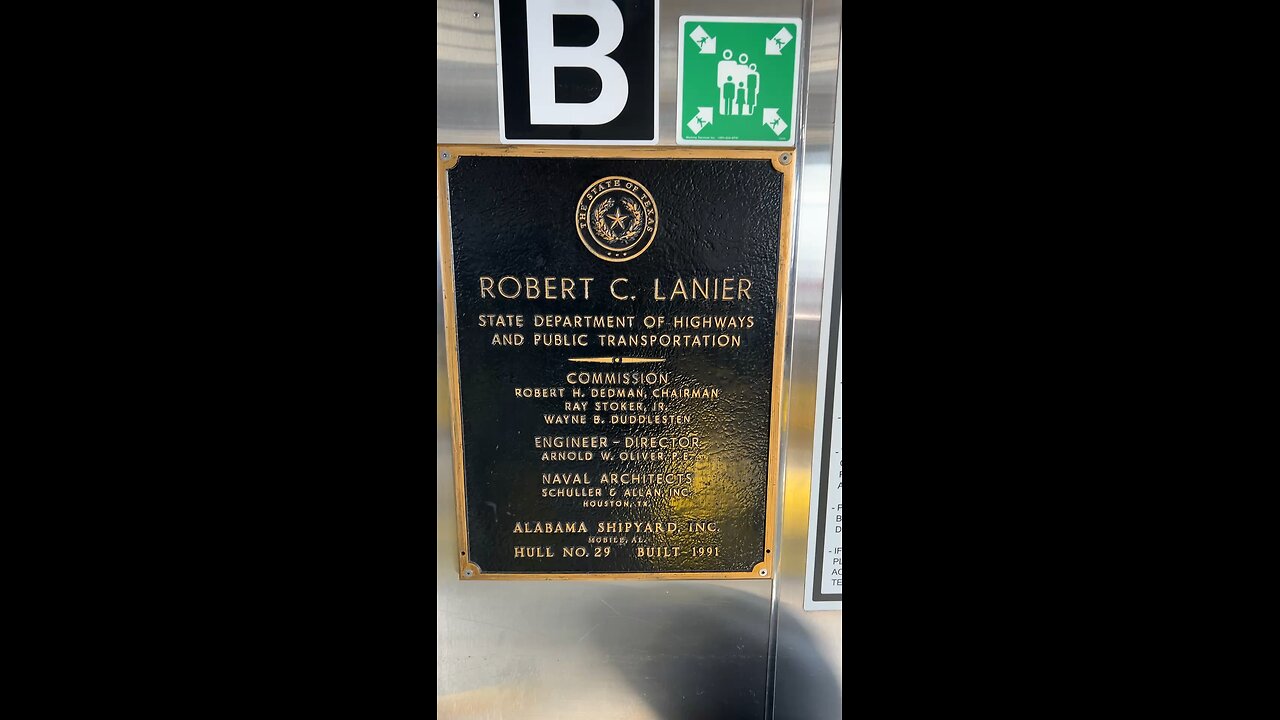 B
THE STATE OF TEXAS
ROBERT C. LANIER
STATE DEPARTMENT OF HIGHWAYS
AND PUBLIC TRANSPORTATION
COMMISSION
ROBERT H. DEDMAN, CHAIRMAN
RAY STOKER, JR.
WAYNE B. DUDDLESTEN
ENGINEER - DIRECTOR
ARNOLD W. OLIVER, P.E.
NAVAL ARCHITECTS
SCHULLER & ALLAN, INC.
HOUSTON, TX.
ALABAMA SHIPYARD, INC.
MOBILE, AL.
HULL NO. 29 BUILT - 1991
- IF